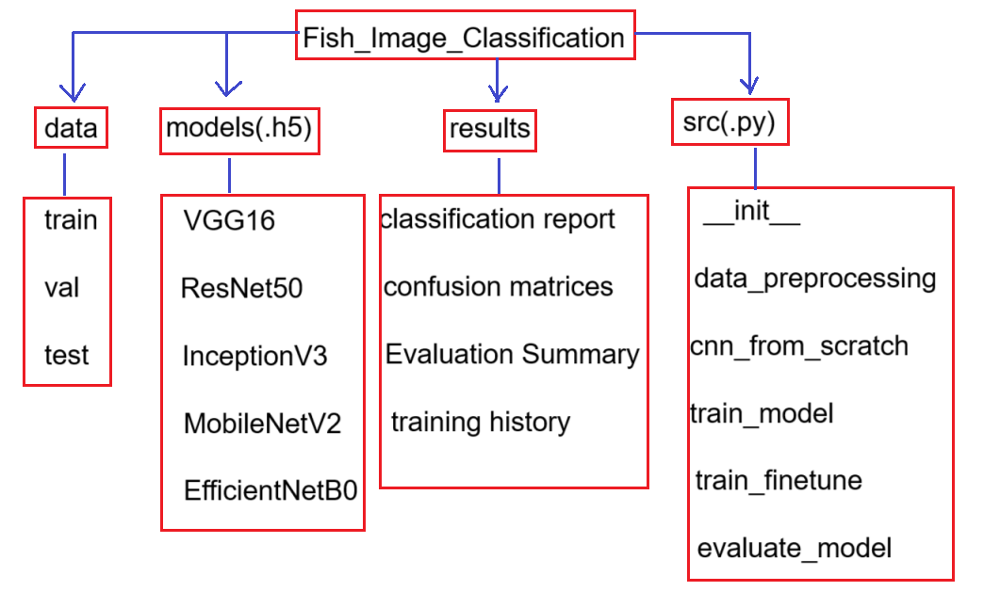 Fish_Image_Classification
data
models(.h5)
results
src(.py)
train
val
test
VGG16
ResNet50
InceptionV3
MobileNetV2
EfficientNetB0
classification report
confusion matrices
Evaluation Summary
training history
__init__
data_preprocessing
cnn_from_scratch
train_model
train_finetune
evaluate_model